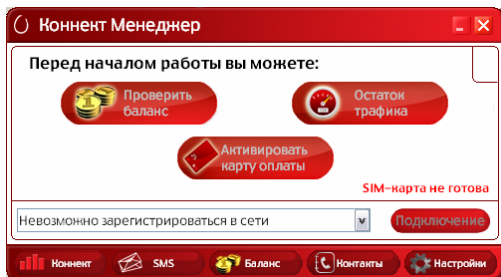 Коннект Менеджер
Перед началом работы вы можете:
Проверить
баланс
Остаток
трафика
Активировать
карту оплаты
SIM-карта не готова
Невозможно зарегистрироваться в сети
Подключение
Коннект SMS Баланс Контакты Настройки